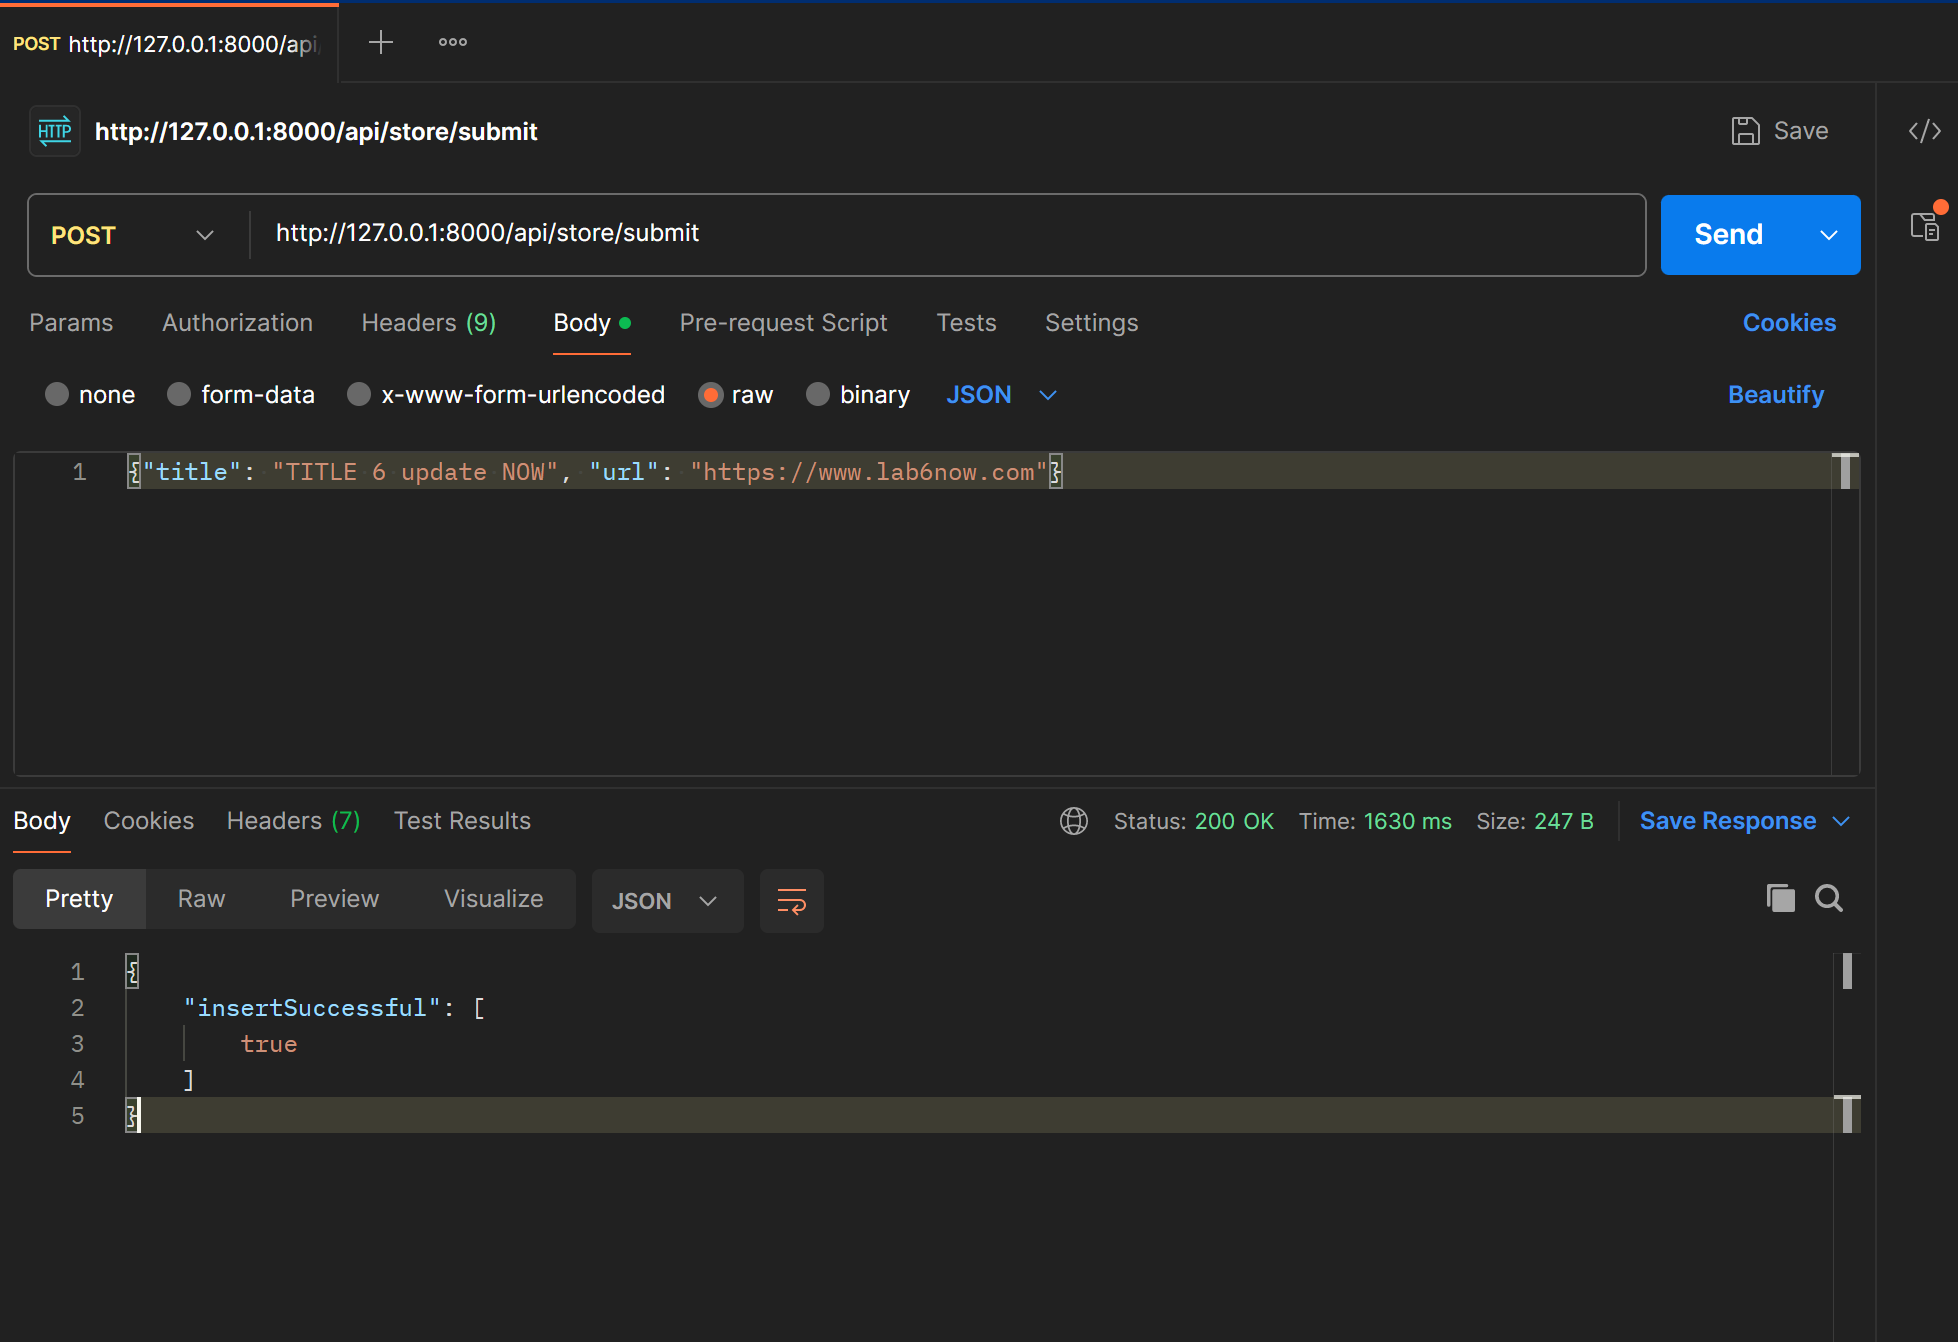 POST http://127.0.0.1:8000/api/
HTTP http://127.0.0.1:8000/api/store/submit Save </>
POST http://127.0.0.1:8000/api/store/submit Send
Params Authorization Headers (9) Body Pre-request Script Tests Settings Cookies
none form-data x-www-form-urlencoded raw binary JSON Beautify
1 {"title": "TITLE 6 update NOW", "url": "https://www.lab6now.com"}
Body Cookies Headers (7) Test Results Status: 200 OK Time: 1630 ms Size: 247 B Save Response
Pretty Raw Preview Visualize JSON
1 {
2 "insertSuccessful": [
3 true
4 ]
5 }